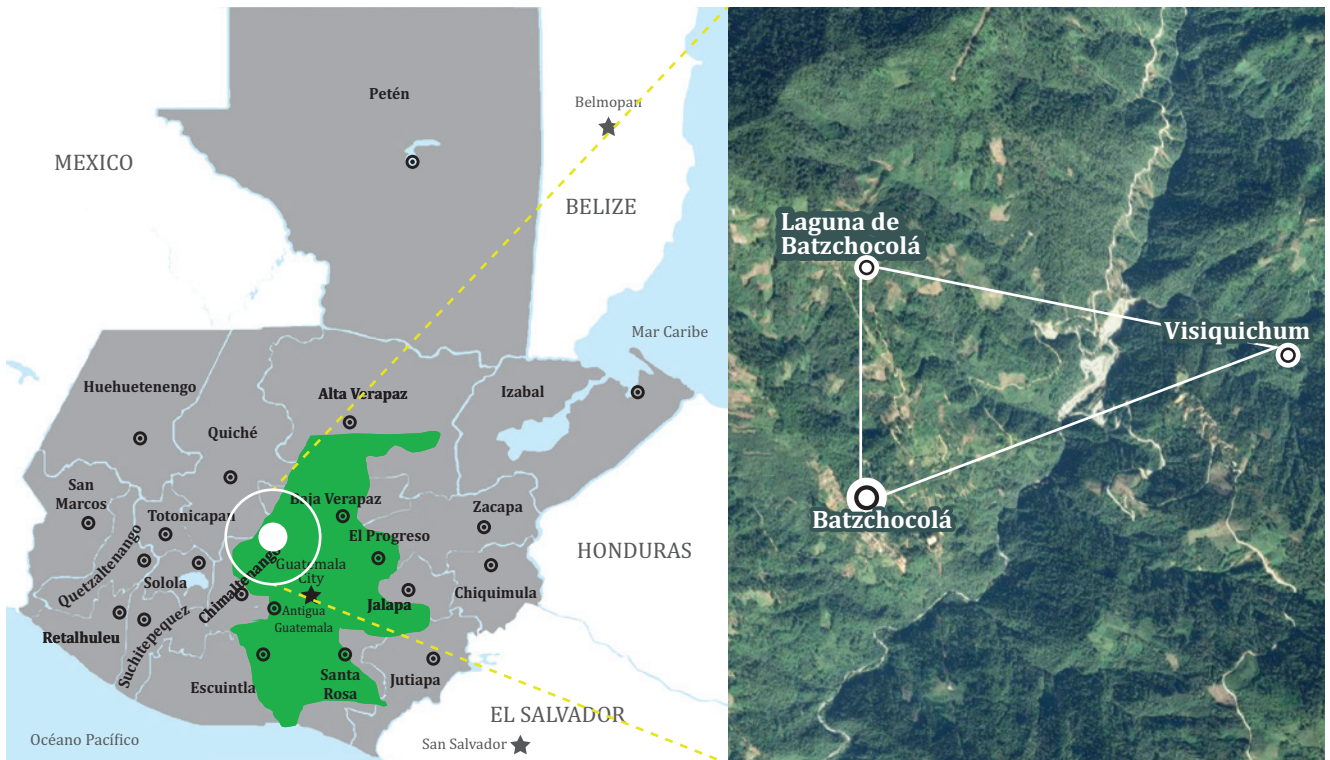 Petén
Belmopan
MEXICO
BELIZE
Mar Caribe
Huehuetenengo
Alta Verapaz
Izabal
Quiché
San
Marcos
Totonicapan
Baja Verapaz
Zacapa
El Progreso
Quetzaltenango
Solola
Chimaltenango
Guatemala
City
HONDURAS
Chiquimula
Suchitepequez
Antigua
Guatemala
Jalapa
Retalhuleu
Escuintla
Santa
Rosa
Jutiapa
EL SALVADOR
Océano Pacífico
San Salvador
Laguna de
Batzchocolá
Visiquichum
Batzchocolá